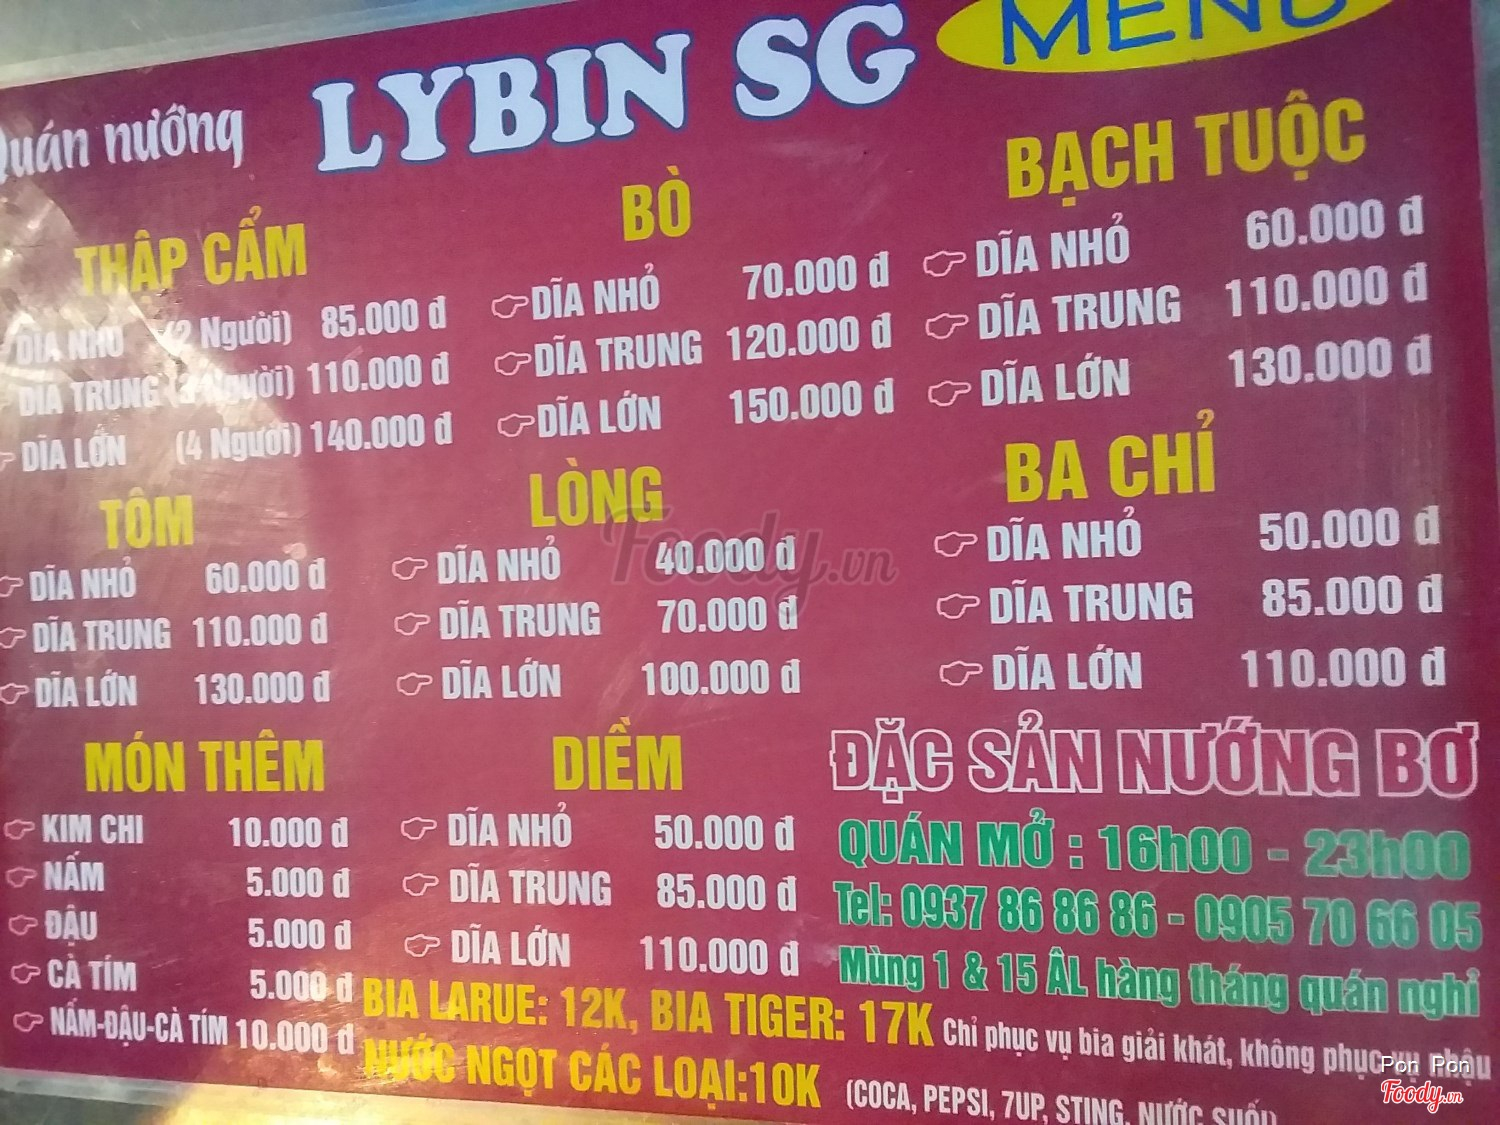 Quán nướng LYBIN SG
MENU
THẬP CẨM
DĨA NHỎ (2 Người) 85.000 đ
DĨA TRUNG (3 Người) 110.000 đ
DĨA LỚN (4 Người) 140.000 đ
BÒ
DĨA NHỎ 70.000 đ
DĨA TRUNG 120.000 đ
DĨA LỚN 150.000 đ
BẠCH TUỘC
DĨA NHỎ 60.000 đ
DĨA TRUNG 110.000 đ
DĨA LỚN 130.000 đ
TÔM
DĨA NHỎ 60.000 đ
DĨA TRUNG 110.000 đ
DĨA LỚN 130.000 đ
LÒNG
DĨA NHỎ 40.000 đ
DĨA TRUNG 70.000 đ
DĨA LỚN 100.000 đ
BA CHỈ
DĨA NHỎ 50.000 đ
DĨA TRUNG 85.000 đ
DĨA LỚN 110.000 đ
MÓN THÊM
KIM CHI 10.000 đ
NẤM 5.000 đ
ĐẬU 5.000 đ
CÀ TÍM 5.000 đ
NẤM-ĐẬU-CÀ TÍM 10.000 đ
DIỀM
DĨA NHỎ 50.000 đ
DĨA TRUNG 85.000 đ
DĨA LỚN 110.000 đ
ĐẶC SẢN NƯỚNG BƠ
QUÁN MỞ : 16h00 - 23h00
Tel: 0937 86 86 86 - 0905 70 66 05
Mùng 1 & 15 ÂL hàng tháng quán nghỉ
BIA LARUE: 12K, BIA TIGER: 17K Chỉ phục vụ bia giải khát, không phục vụ nhậu
NƯỚC NGỌT CÁC LOẠI:10K (COCA, PEPSI, 7UP, STING, NƯỚC SUỐI)
Foody.vn
Pon Pon
Foody.vn